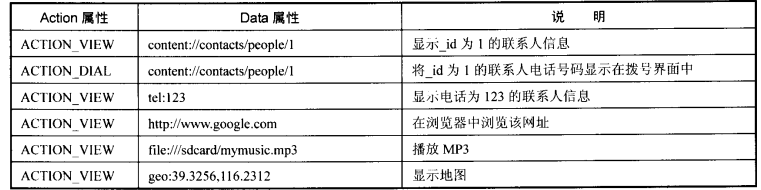 Action 属性 Data 属性 说 明
ACTION_VIEW content://contacts/people/1 显示_id 为 1 的联系人信息
ACTION_DIAL content://contacts/people/1 将_id 为 1 的联系人电话号码显示在拨号界面中
ACTION_VIEW tel:123 显示电话为 123 的联系人信息
ACTION_VIEW http://www.google.com 在浏览器中浏览该网址
ACTION_VIEW file:///sdcard/mymusic.mp3 播放 MP3
ACTION_VIEW geo:39.3256,116.2312 显示地图